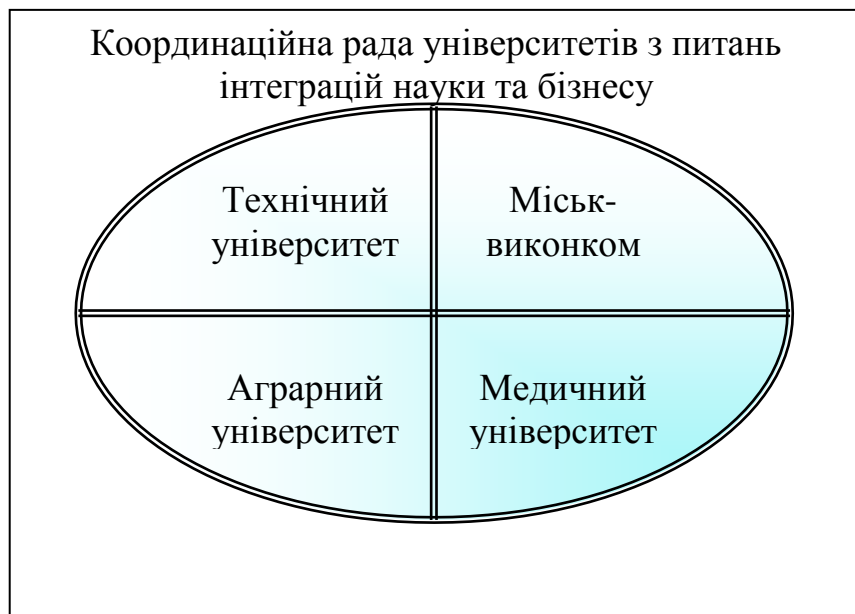 Координаційна рада університетів з питань
інтеграцій науки та бізнесу
Технічний
університет
Міськ-
виконком
Аграрний
університет
Медичний
університет